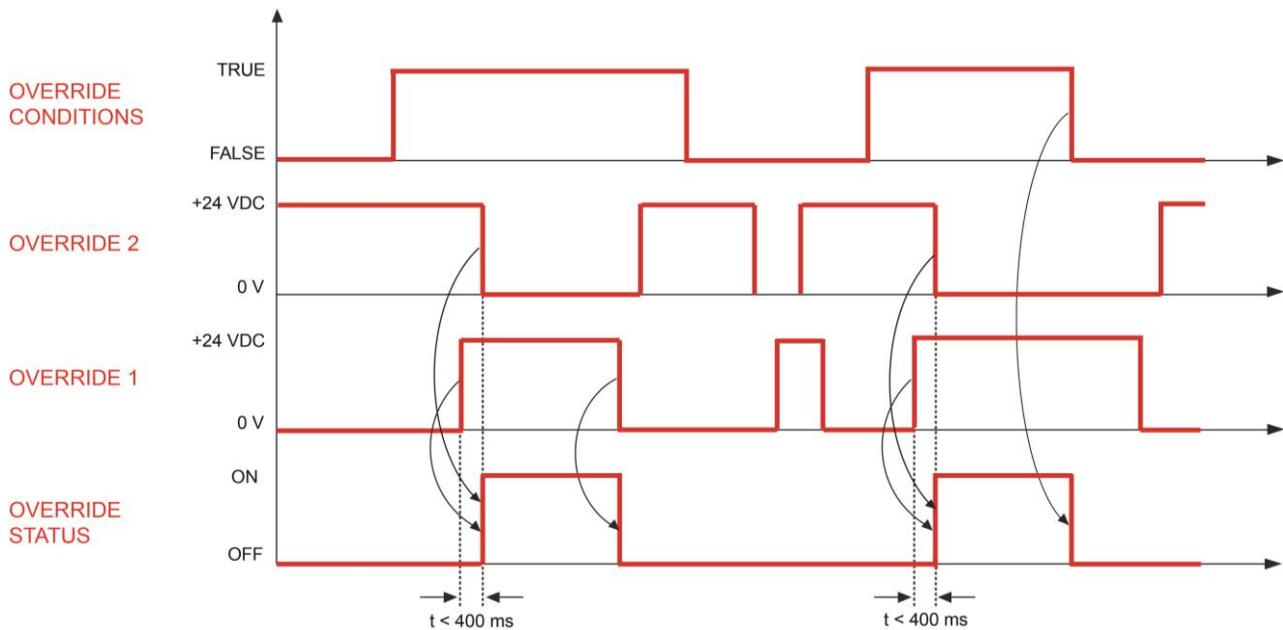 OVERRIDE
CONDITIONS
TRUE
FALSE
OVERRIDE 2
+24 VDC
0 V
OVERRIDE 1
+24 VDC
0 V
OVERRIDE
STATUS
ON
OFF
t < 400 ms
t < 400 ms